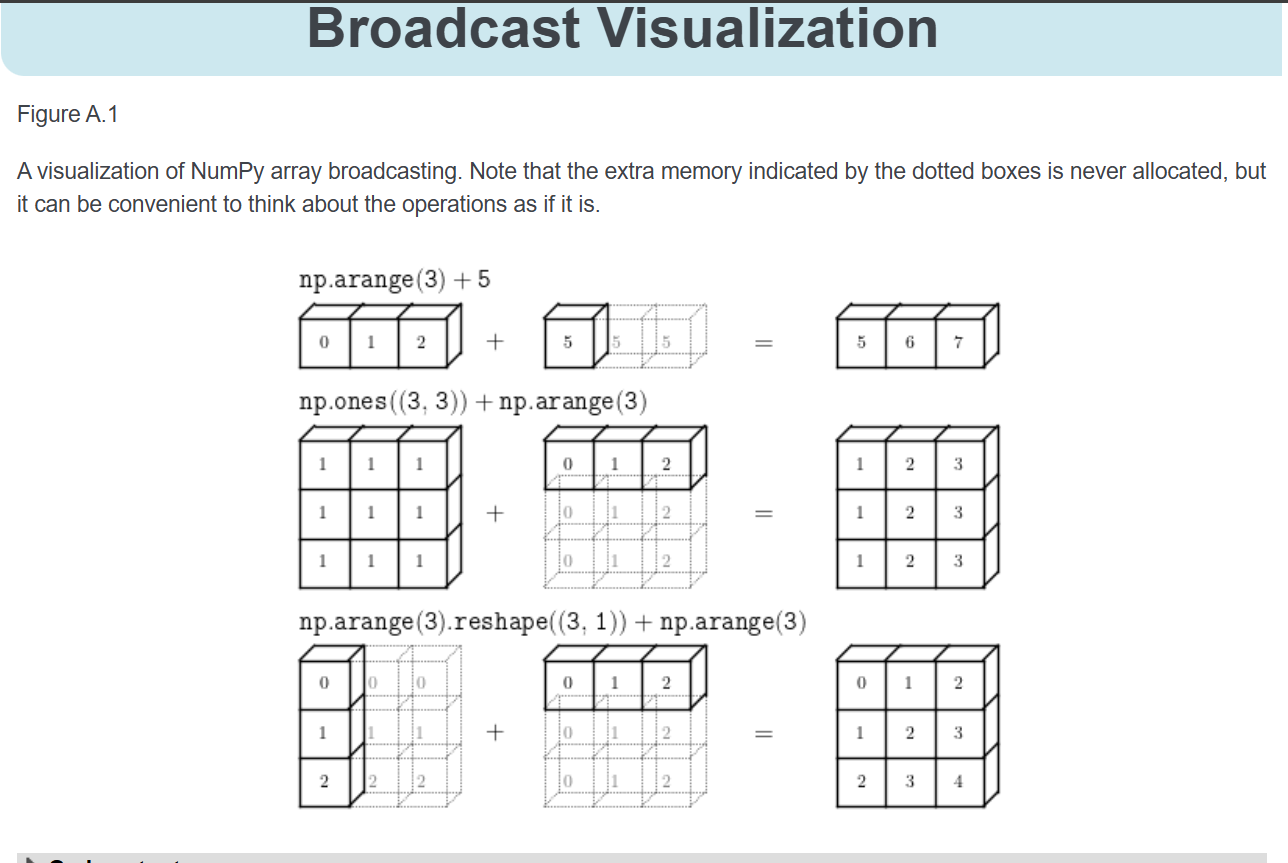 Broadcast Visualization
Figure A.1
A visualization of NumPy array broadcasting. Note that the extra memory indicated by the dotted boxes is never allocated, but
it can be convenient to think about the operations as if it is.
np.arange(3) + 5
0 1 2 + 5 5 5 = 5 6 7
np.ones((3, 3)) + np.arange(3)
1 1 1 0 1 2 1 2 3
1 1 1 + 0 1 2 = 1 2 3
1 1 1 0 1 2 1 2 3
np.arange(3).reshape((3, 1)) + np.arange(3)
0 0 0 0 1 2 0 1 2
1 1 1 + 0 1 2 = 1 2 3
2 2 2 0 1 2 2 3 4